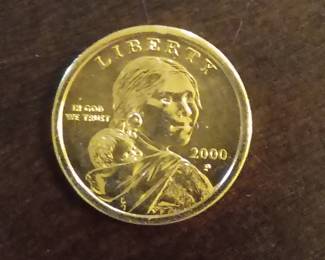 LIBERTY
IN GOD
WE TRUST
2000
P